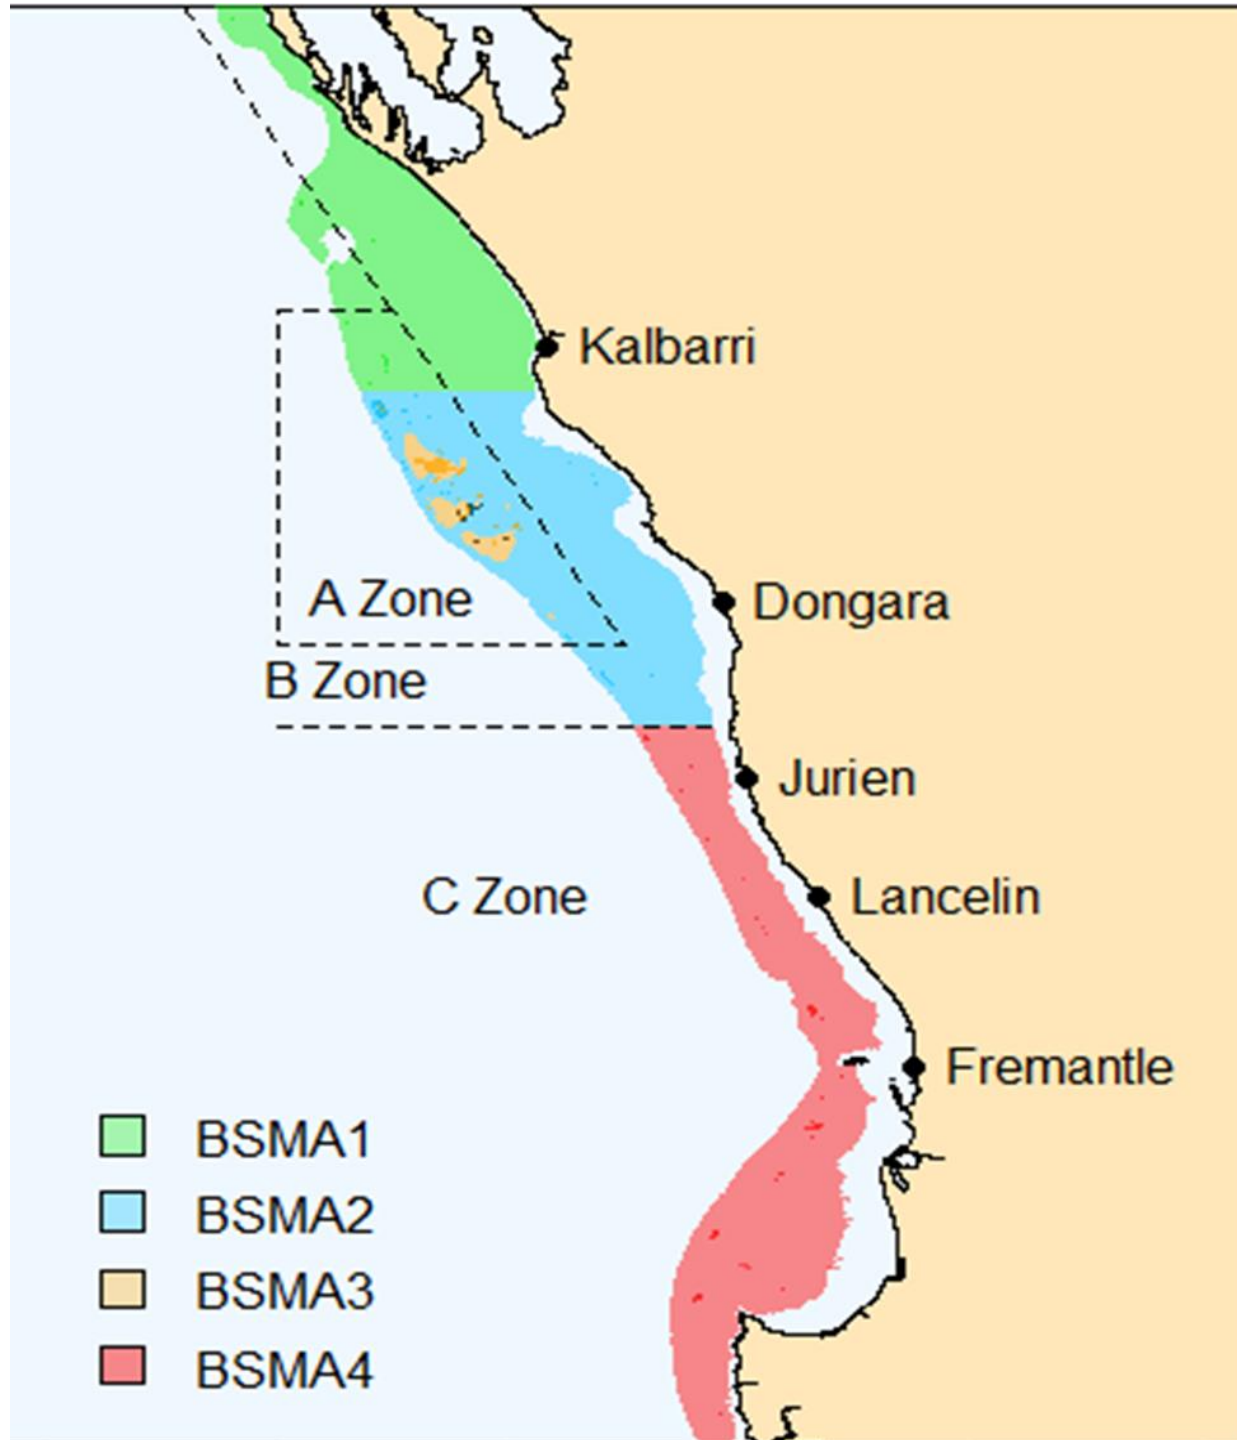 Kalbarri
A Zone
Dongara
B Zone
Jurien
C Zone
Lancelin
Fremantle
BSMA1
BSMA2
BSMA3
BSMA4